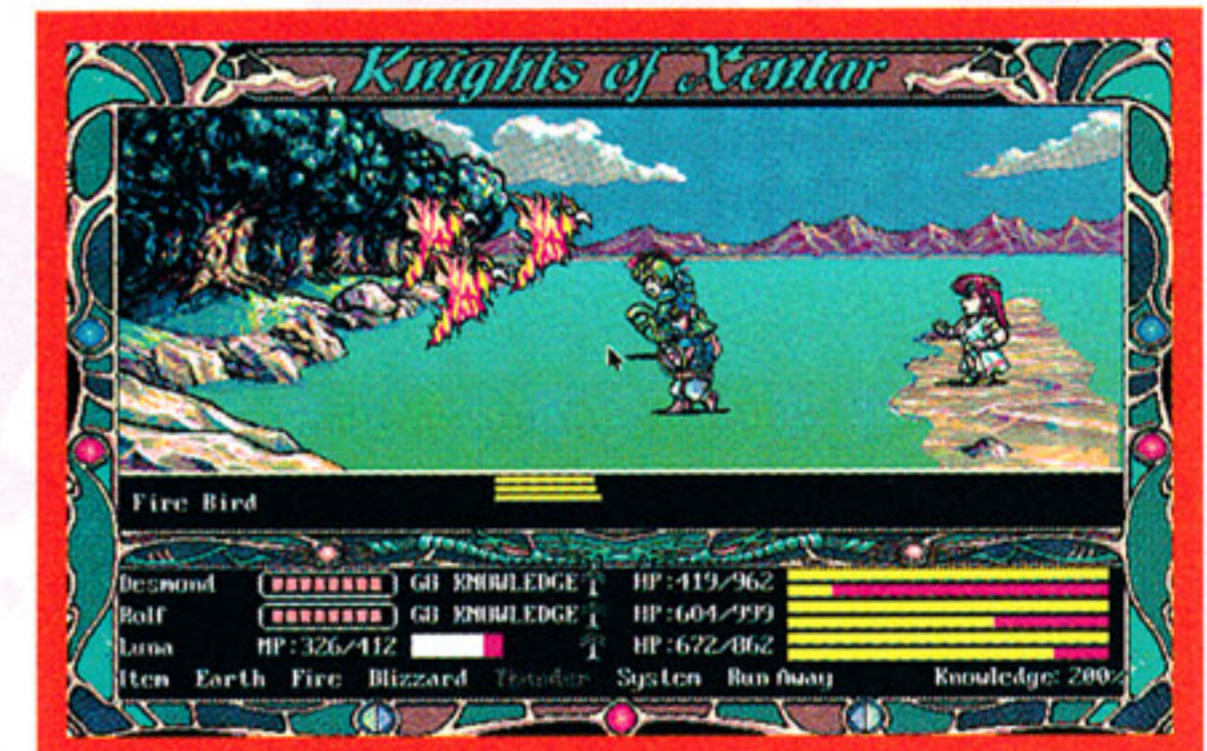 Knights of Xentar
Fire Bird
Desmond GB KNOWLEDGE HP:419/962
Rolf GB KNOWLEDGE HP:604/999
Luna MP:326/412 HP:672/862
Item Earth Fire Blizzard Thunder System Run Away Knowledge: 200%